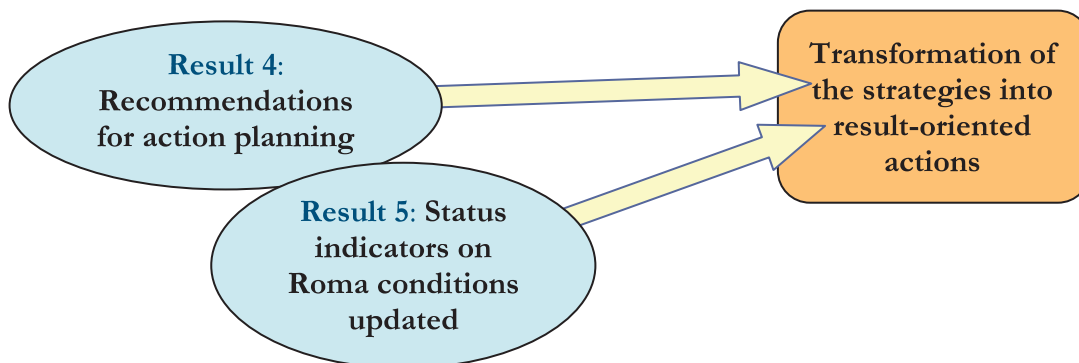 Result 4:
Recommendations
for action planning
Result 5: Status
indicators on
Roma conditions
updated
Transformation of
the strategies into
result-oriented
actions